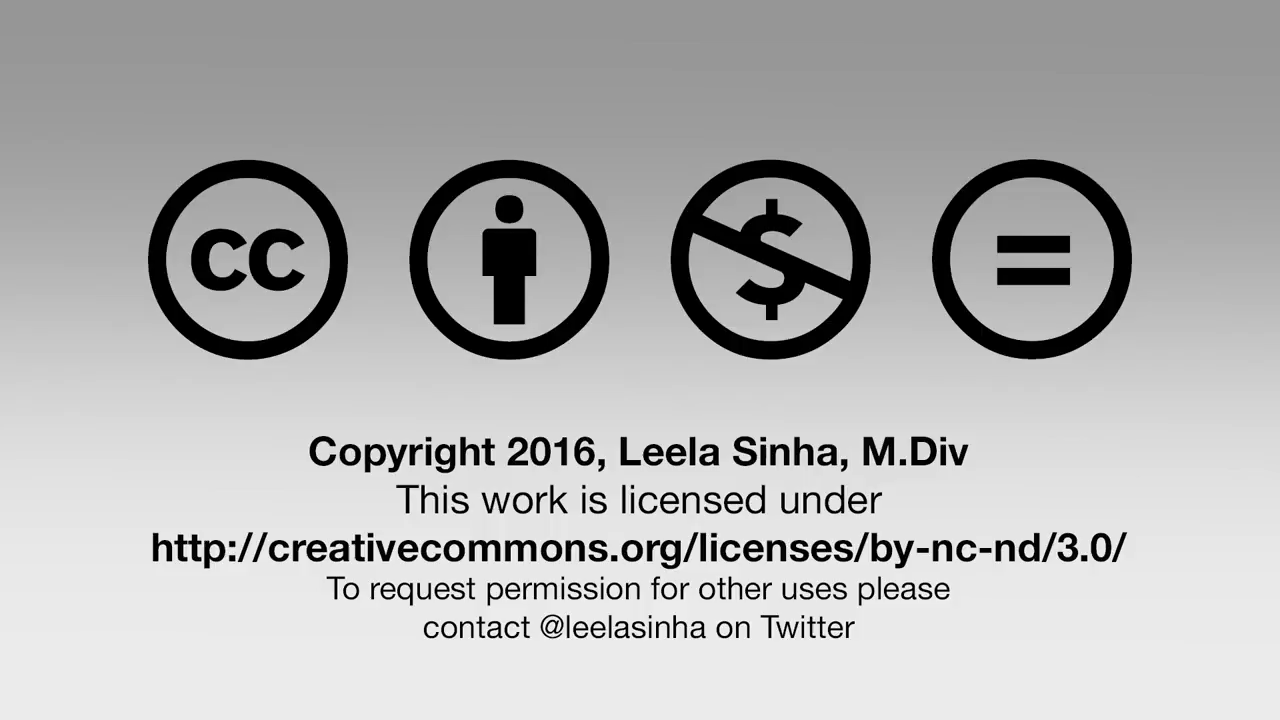 cc
$
=
Copyright 2016, Leela Sinha, M.Div
This work is licensed under
http://creativecommons.org/licenses/by-nc-nd/3.0/
To request permission for other uses please
contact @leelasinha on Twitter